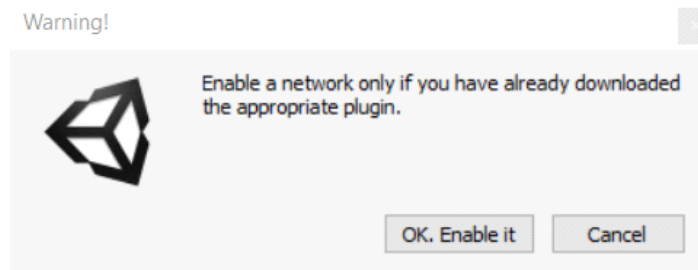 Warning!
Enable a network only if you have already downloaded
the appropriate plugin.
OK. Enable it
Cancel